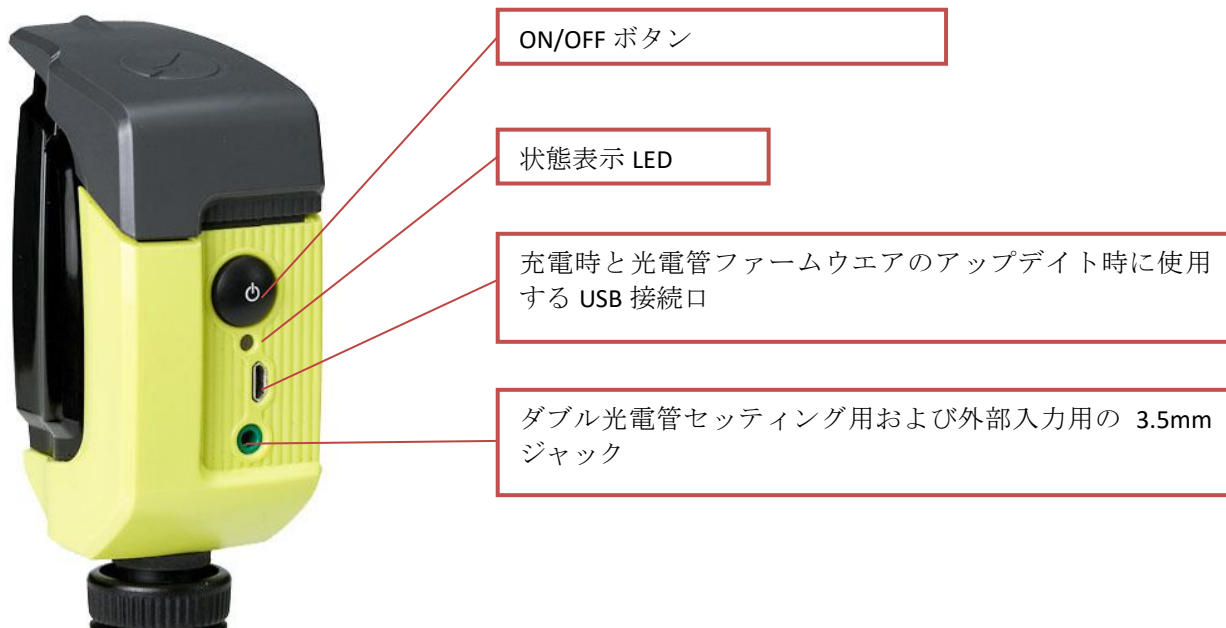 ON/OFF ボタン
状態表示 LED
充電時と光電管ファームウエアのアップデイト時に使用
する USB 接続口
ダブル光電管セッティング用および外部入力用の 3.5mm
ジャック